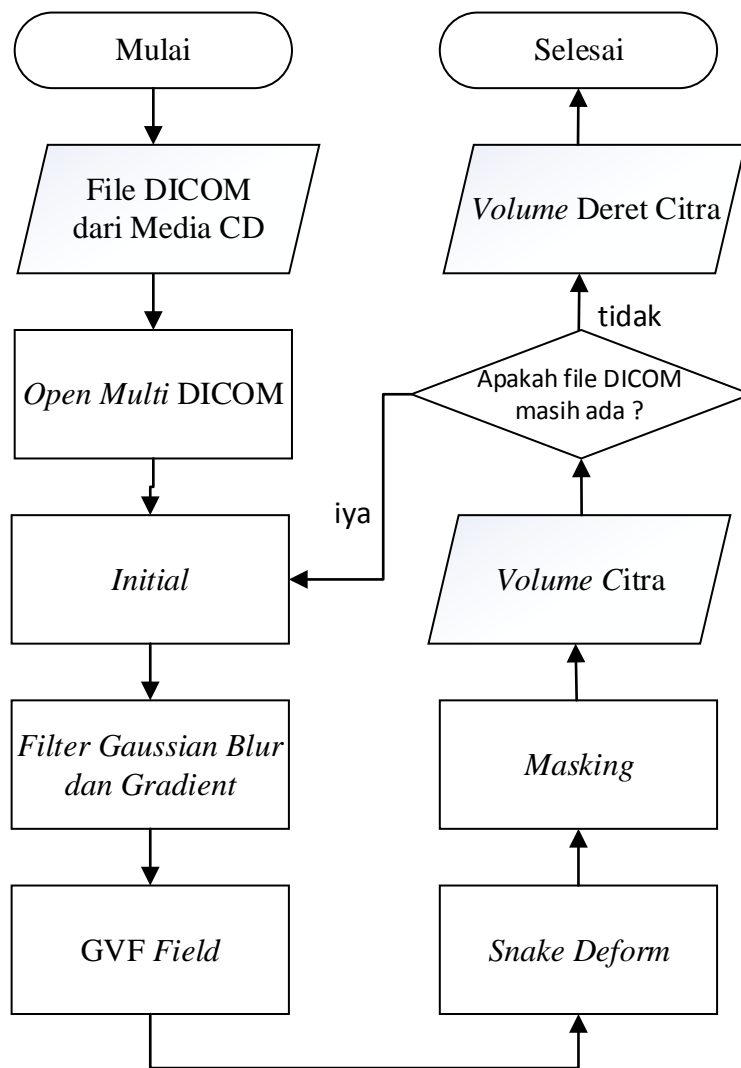 Mulai
File DICOM
dari Media CD
Open Multi DICOM
Initial
Filter Gaussian Blur
dan Gradient
GVF Field
Snake Deform
Masking
Volume Citra
Apakah file DICOM
masih ada ?
iya
tidak
Volume Deret Citra
Selesai